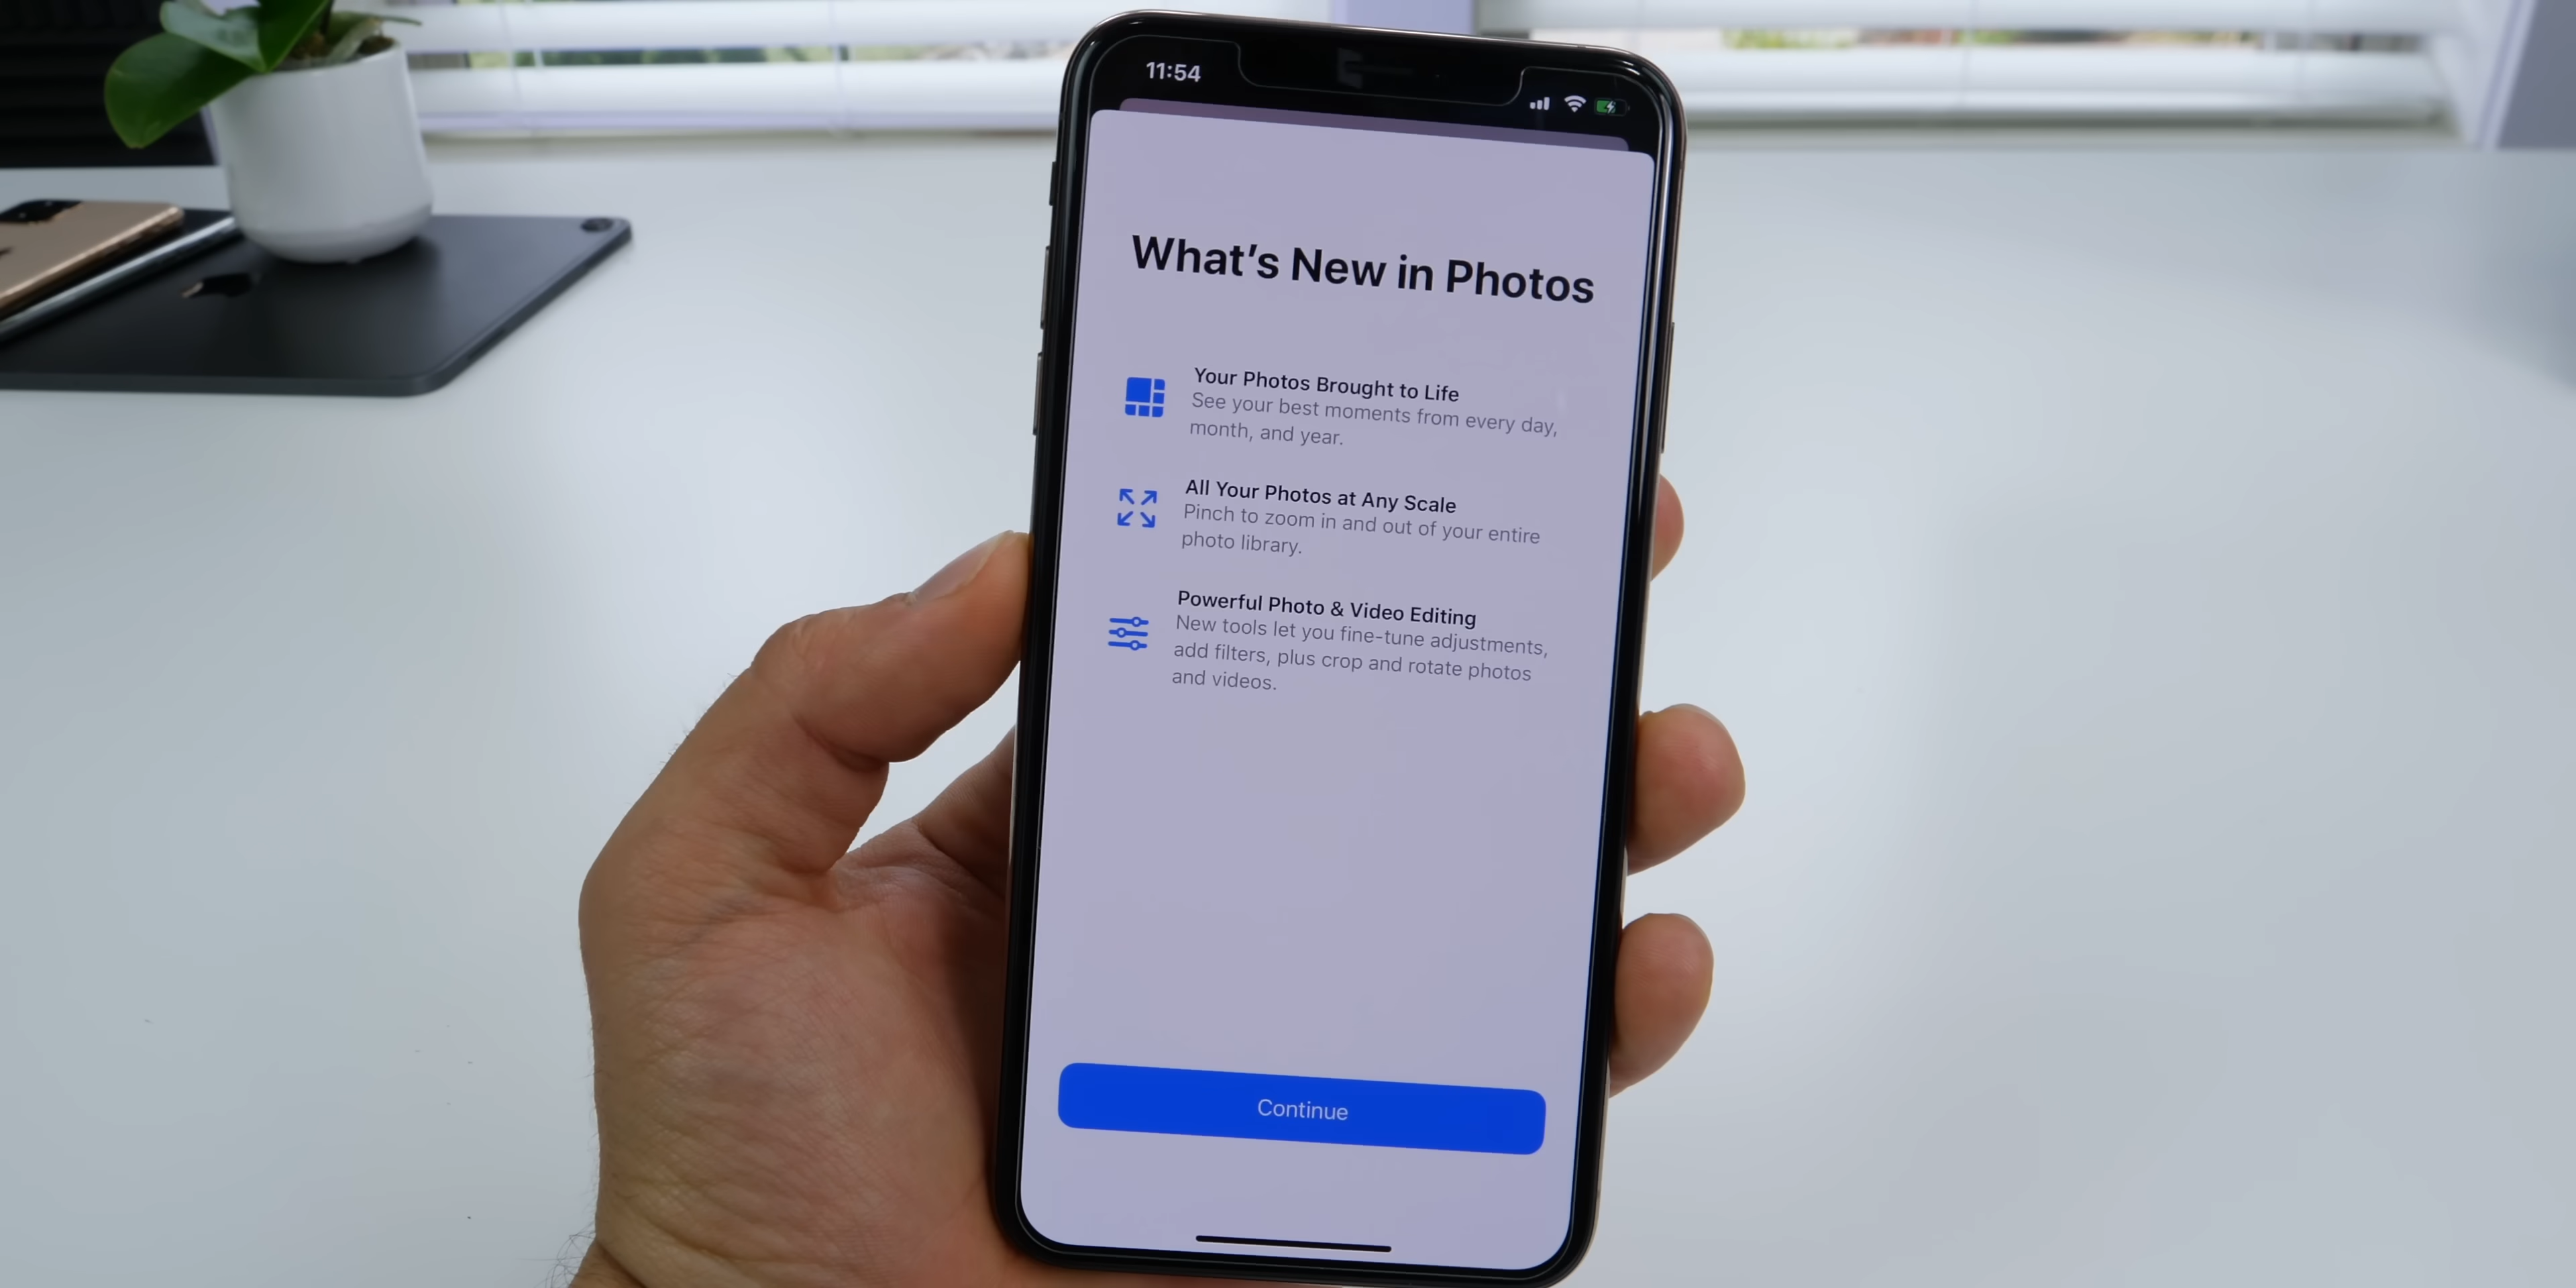 11:54
What's New in Photos
Your Photos Brought to Life
See your best moments from every day,
month, and year.
All Your Photos at Any Scale
Pinch to zoom in and out of your entire
photo library.
Powerful Photo & Video Editing
New tools let you fine-tune adjustments,
add filters, plus crop and rotate photos
and videos.
Continue